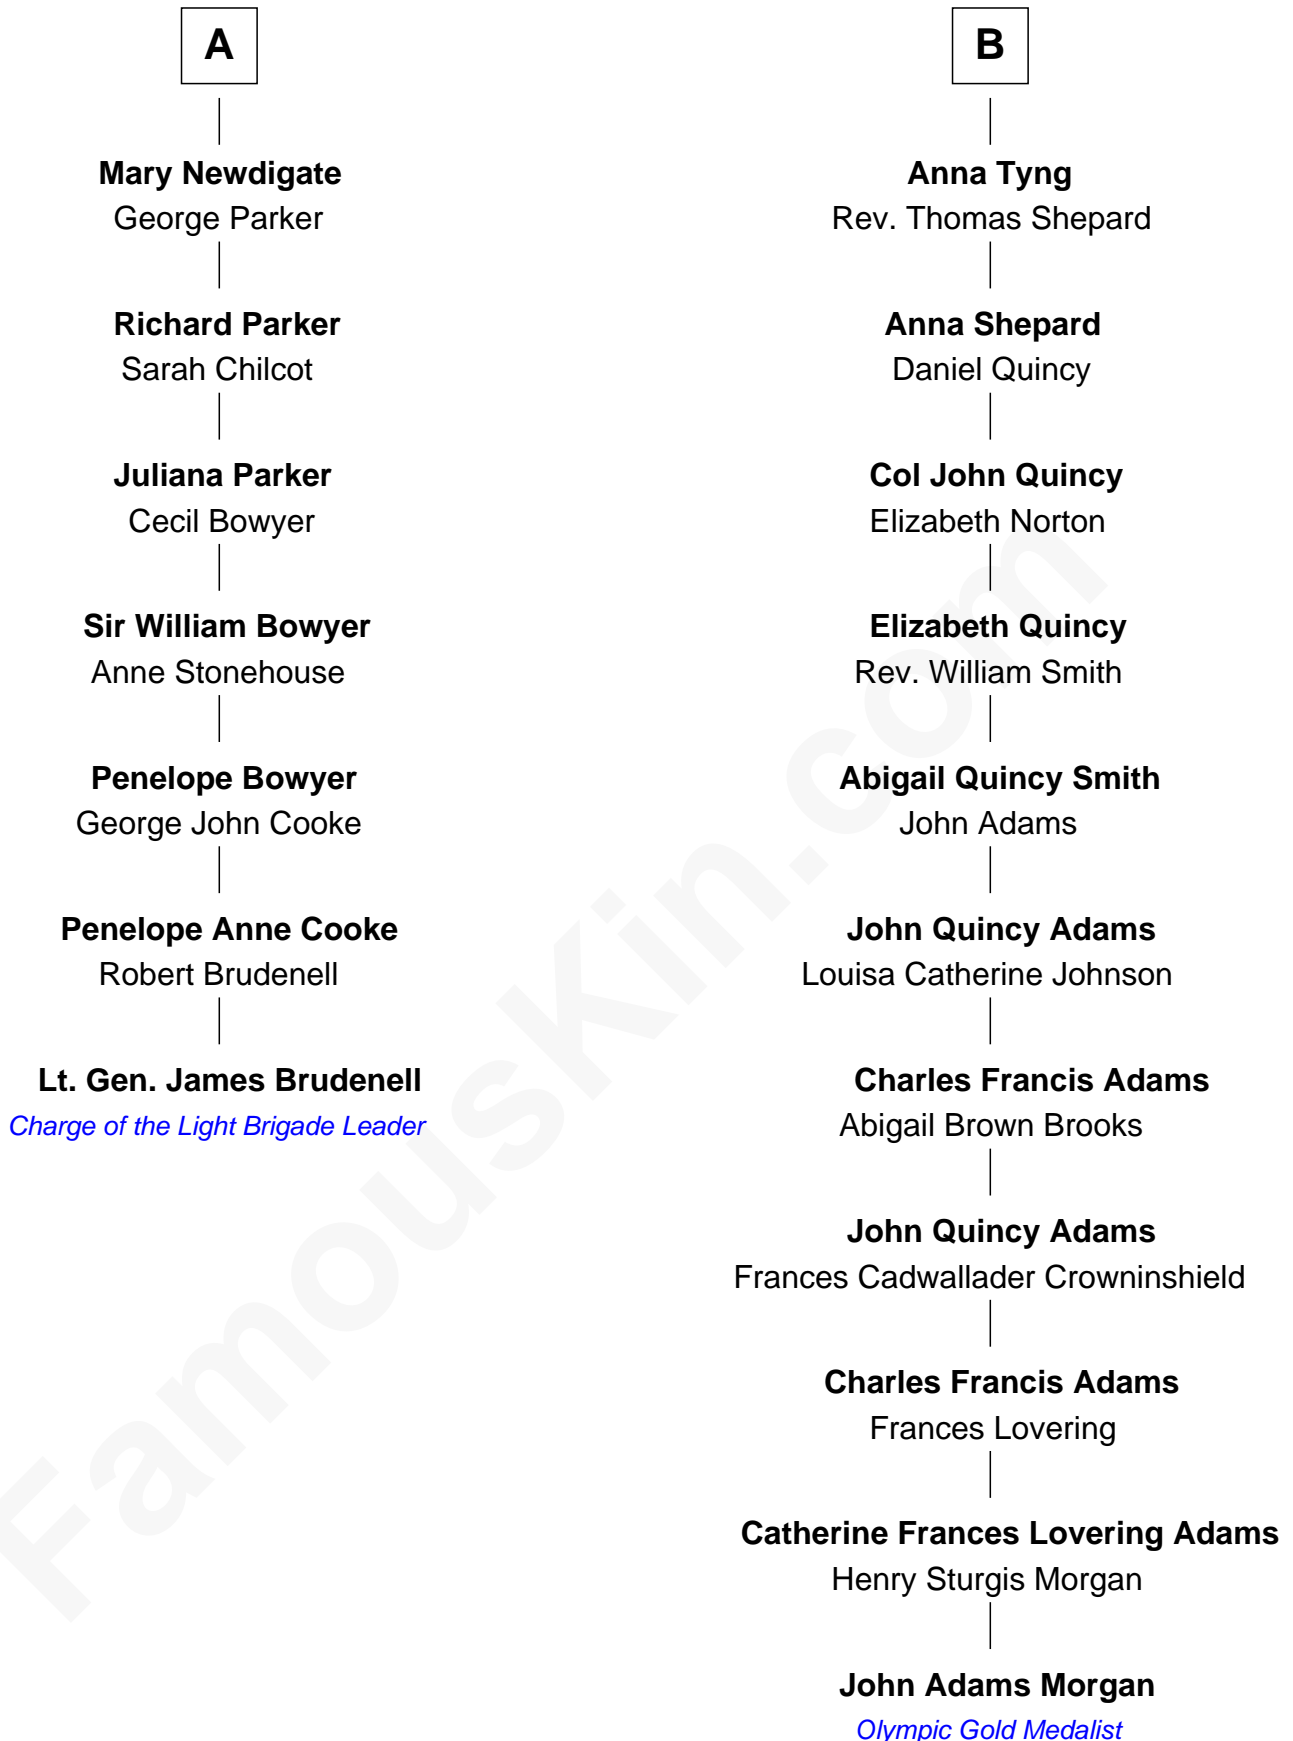 A
Mary Newdigate
George Parker
Richard Parker
Sarah Chilcot
Juliana Parker
Cecil Bowyer
Sir William Bowyer
Anne Stonehouse
Penelope Bowyer
George John Cooke
Penelope Anne Cooke
Robert Brudenell
Lt. Gen. James Brudenell
Charge of the Light Brigade Leader
B
Anna Tyng
Rev. Thomas Shepard
Anna Shepard
Daniel Quincy
Col John Quincy
Elizabeth Norton
Elizabeth Quincy
Rev. William Smith
Abigail Quincy Smith
John Adams
John Quincy Adams
Louisa Catherine Johnson
Charles Francis Adams
Abigail Brown Brooks
John Quincy Adams
Frances Cadwallader Crowninshield
Charles Francis Adams
Frances Lovering
Catherine Frances Lovering Adams
Henry Sturgis Morgan
John Adams Morgan
Olympic Gold Medalist
FamousKin.com